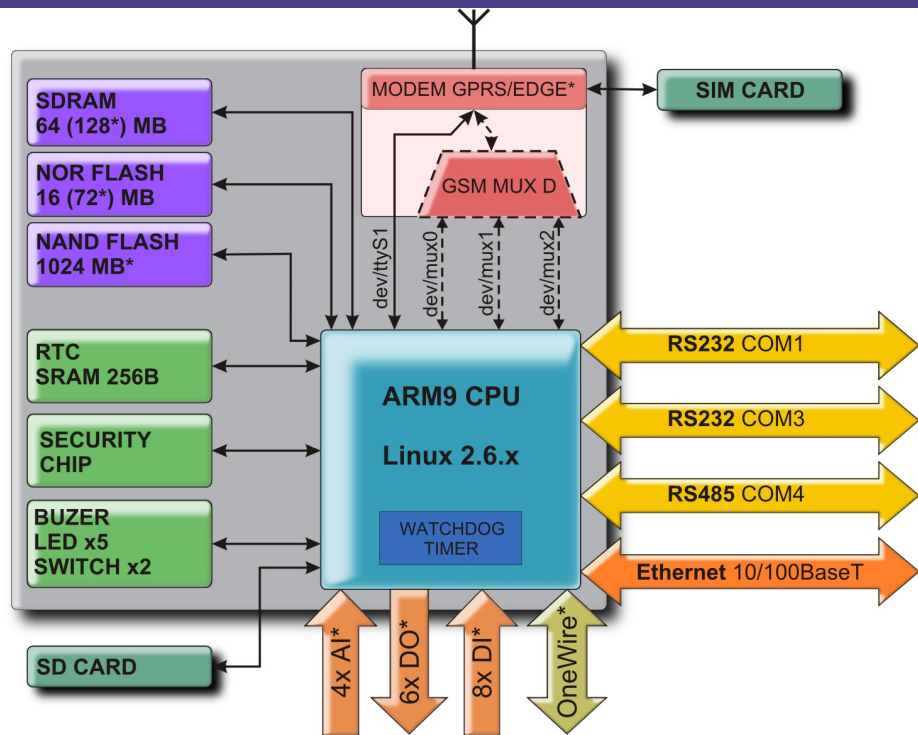 SDRAM
64 (128*) MB
NOR FLASH
16 (72*) MB
NAND FLASH
1024 MB*
RTC
SRAM 256B
SECURITY
CHIP
BUZER
LED x5
SWITCH x2
SD CARD
MODEM GPRS/EDGE*
SIM CARD
GSM MUX D
dev/ttyS1
dev/mux0
dev/mux1
dev/mux2
ARM9 CPU
Linux 2.6.x
WATCHDOG
TIMER
RS232 COM1
RS232 COM3
RS485 COM4
Ethernet 10/100BaseT
4x AI*
6x DO*
8x DI*
OneWire*